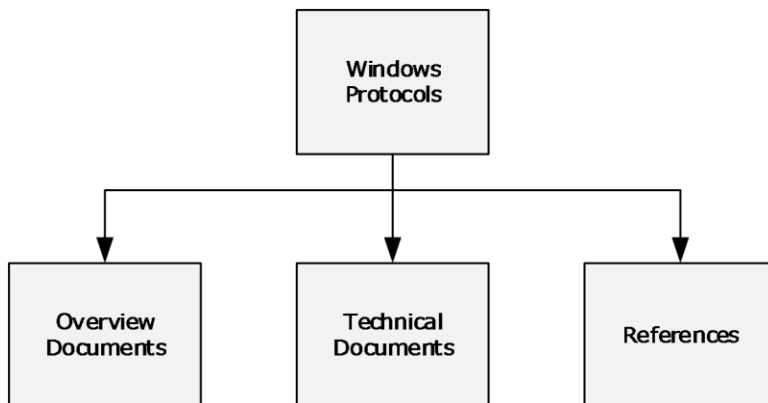 Windows
Protocols
Overview
Documents
Technical
Documents
References